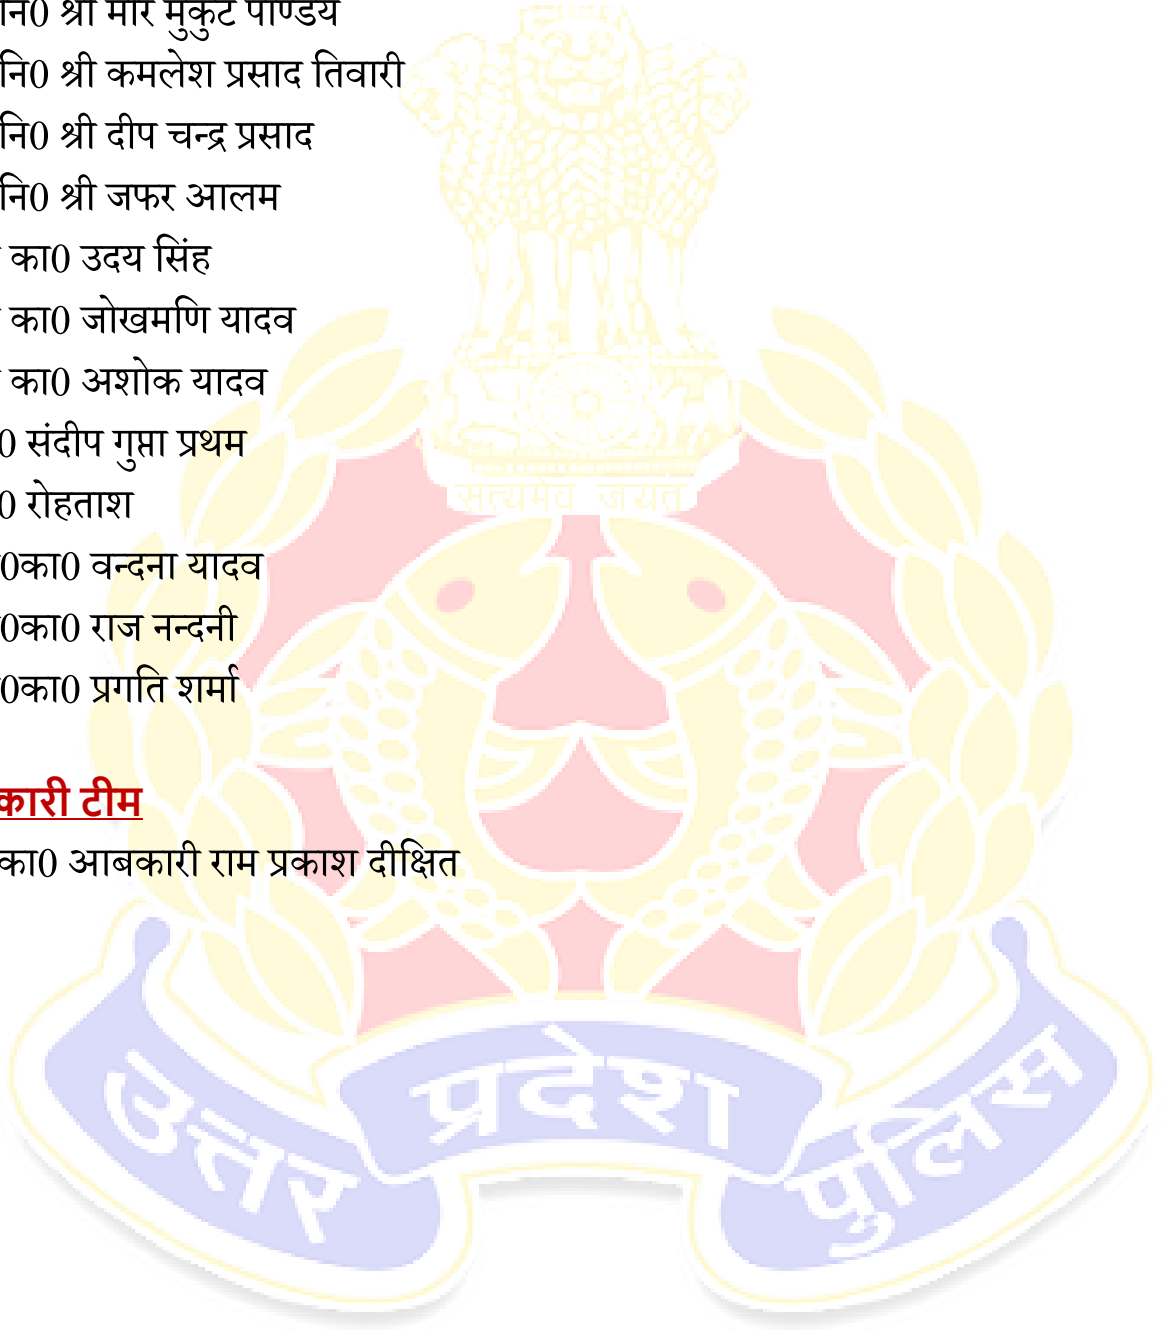 नि0 श्री मोर मुकुट पाण्डेय
नि0 श्री कमलेश प्रसाद तिवारी
नि0 श्री दीप चन्द्र प्रसाद
नि0 श्री जफर आलम
का0 उदय सिंह
का0 जोखमणि यादव
का0 अशोक यादव
0 संदीप गुप्ता प्रथम
0 रोहताश
0का0 वन्दना यादव
0का0 राज नन्दनी
0का0 प्रगति शर्मा
कारी टीम
का0 आबकारी राम प्रकाश दीक्षित
सत्यमेव जयते
उत्तर प्रदेश पुलिस